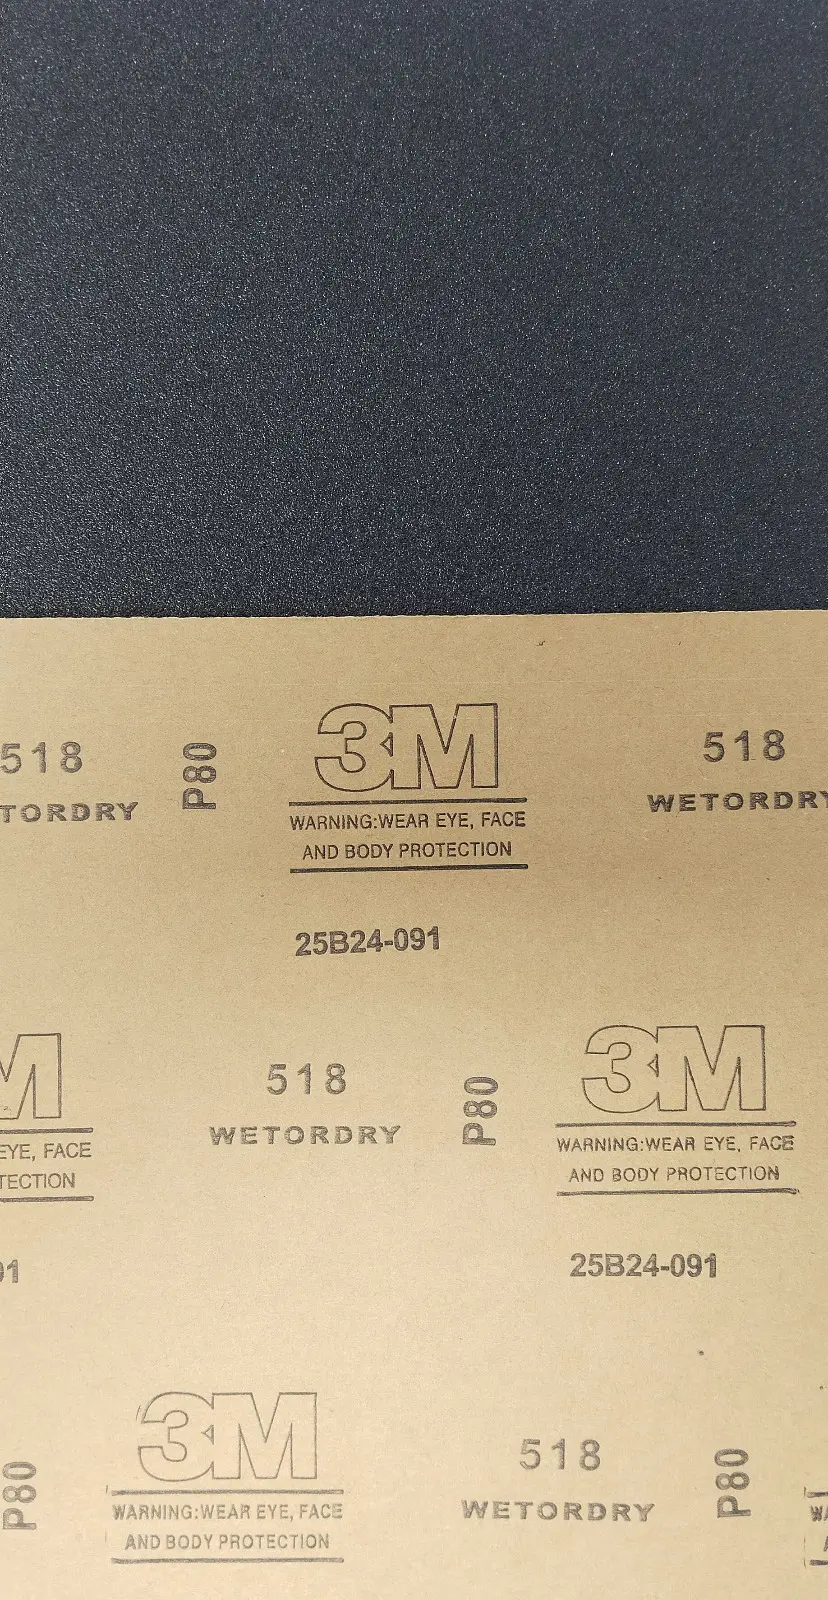 3M
518
P80
518
TORDRY
WETORDRY
WARNING:WEAR EYE, FACE
AND BODY PROTECTION
25B24-091
3M
518
P80
WETORDRY
WARNING:WEAR EYE, FACE
EYE, FACE
AND BODY PROTECTION
TECTION
25B24-091
91
3M
518
P80
P80
WETORDRY
WARNING:WEAR EYE, FACE
AND BODY PROTECTION